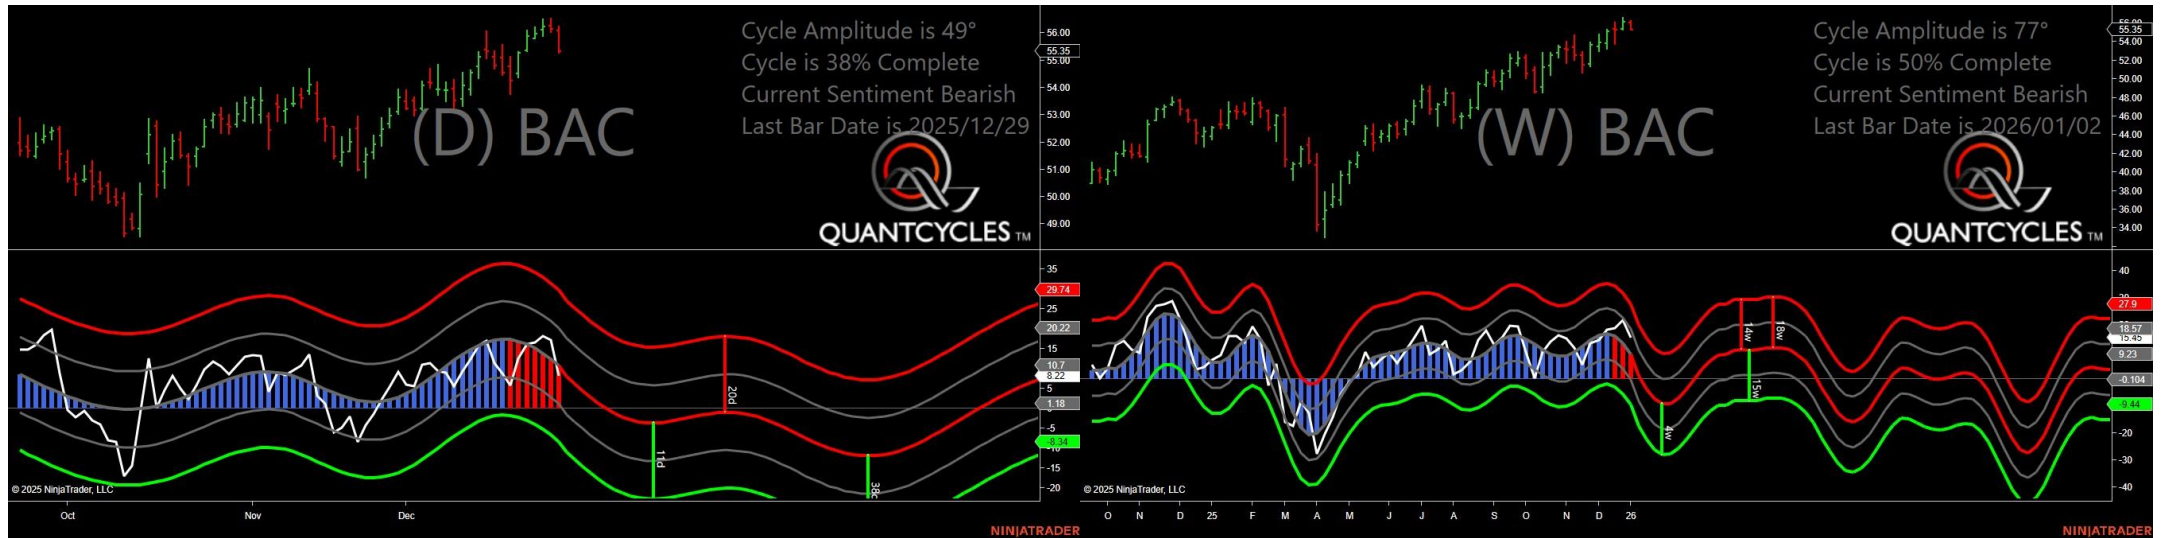 Cycle Amplitude is 49°
Cycle is 38% Complete
Current Sentiment Bearish
Last Bar Date is 2025/12/29
(D) BAC
QUANTCYCLES TM
56.00
55.35
55.00
54.00
53.00
52.00
51.00
50.00
49.00
35
29.74
25
20.22
15
10.7
8.22
5
1.18
-5
-8.34
-10
-15
-20
11d
20d
© 2025 NinjaTrader, LLC
Oct Nov Dec
NINJATRADER
Cycle Amplitude is 77°
Cycle is 50% Complete
Current Sentiment Bearish
Last Bar Date is 2026/01/02
(W) BAC
QUANTCYCLES TM
56.00
55.35
54.00
52.00
50.00
48.00
46.00
44.00
42.00
40.00
38.00
36.00
34.00
40
27.9
18.57
15.45
9.23
-0.104
-9.44
-20
-30
-40
4w
14w
15w
18w
© 2025 NinjaTrader, LLC
O N D 25 F M A M J J A S O N D 26
NINJATRADER